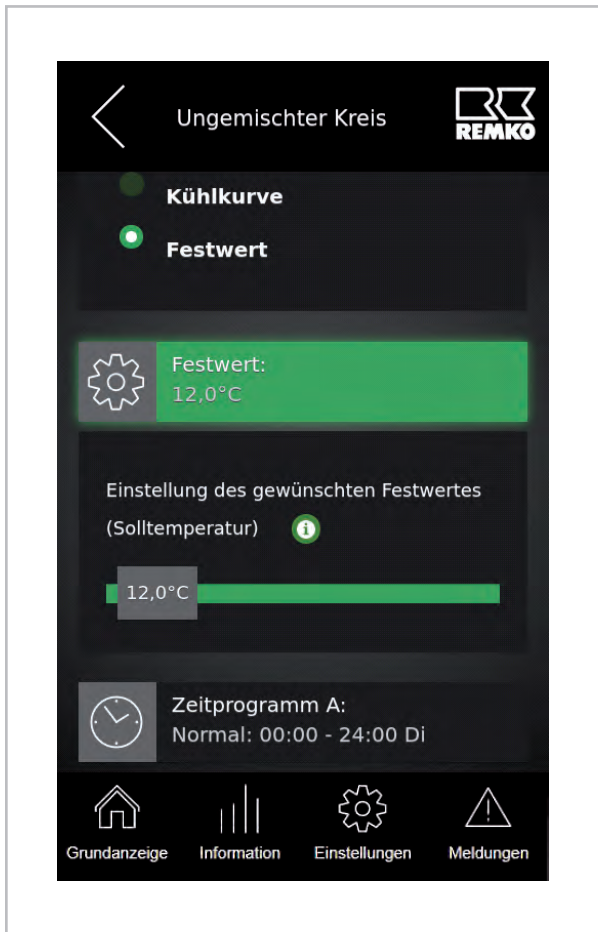 Ungemischter Kreis
REMKO
Kühlkurve
Festwert
Festwert:
12,0°C
Einstellung des gewünschten Festwertes
(Solltemperatur) i
12,0°C
Zeitprogramm A:
Normal: 00:00 - 24:00 Di
Grundanzeige Information Einstellungen Meldungen